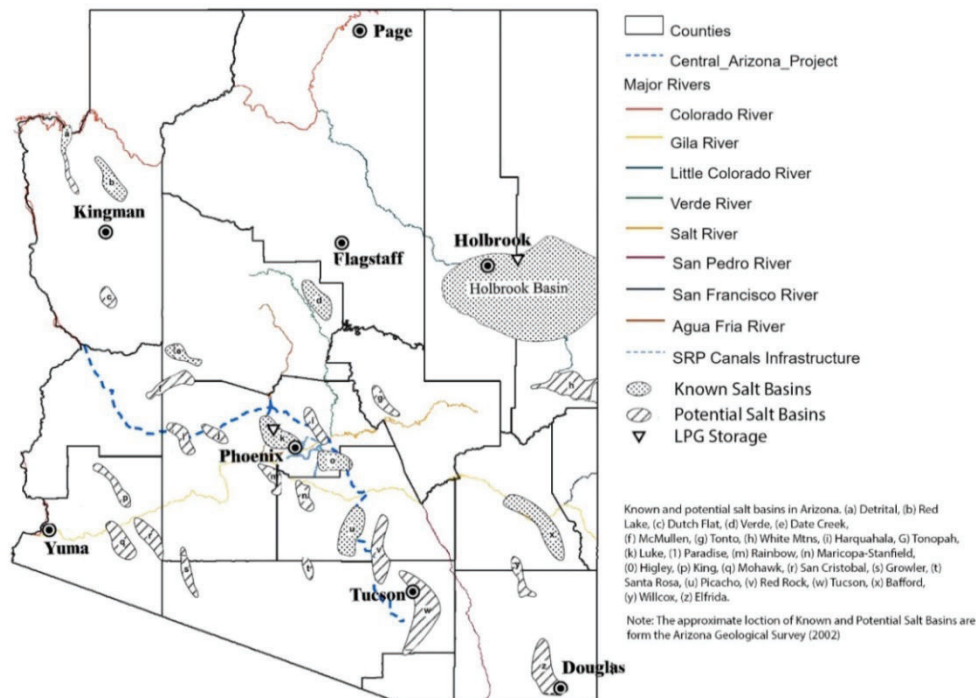 Page
Kingman
Flagstaff
Holbrook
Holbrook Basin
Phoenix
Yuma
Tucson
Douglas
a
b
c
d
e
g
h
k
m
n
o
p
q
s
t
u
v
w
x
y
z
Counties
Central_Arizona_Project
Major Rivers
Colorado River
Gila River
Little Colorado River
Verde River
Salt River
San Pedro River
San Francisco River
Agua Fria River
SRP Canals Infrastructure
Known Salt Basins
Potential Salt Basins
LPG Storage
Known and potential salt basins in Arizona. (a) Detrital, (b) Red
Lake, (c) Dutch Flat, (d) Verde, (e) Date Creek,
(f) McMullen, (g) Tonto, (h) White Mtns, (i) Harquahala, G) Tonopah,
(k) Luke, (1) Paradise, (m) Rainbow, (n) Maricopa-Stanfield,
(0) Higley, (p) King, (q) Mohawk, (r) San Cristobal, (s) Growler, (t)
Santa Rosa, (u) Picacho, (v) Red Rock, (w) Tucson, (x) Bafford,
(y) Willcox, (z) Elfrida.
Note: The approximate loction of Known and Potential Salt Basins are
form the Arizona Geological Survey (2002)